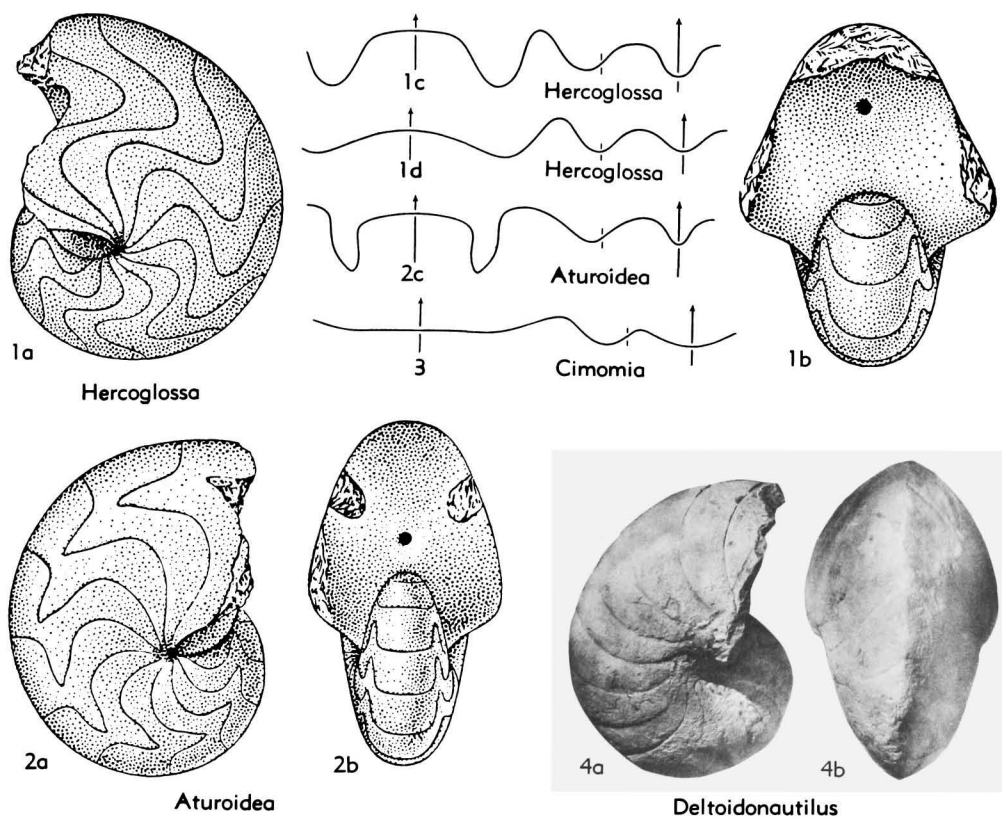 1a
Hercoglossa
1c
Hercoglossa
1d
Hercoglossa
2c
Aturoidea
3
Cimomia
1b
2a
2b
Aturoidea
4a
4b
Deltoidonautilus